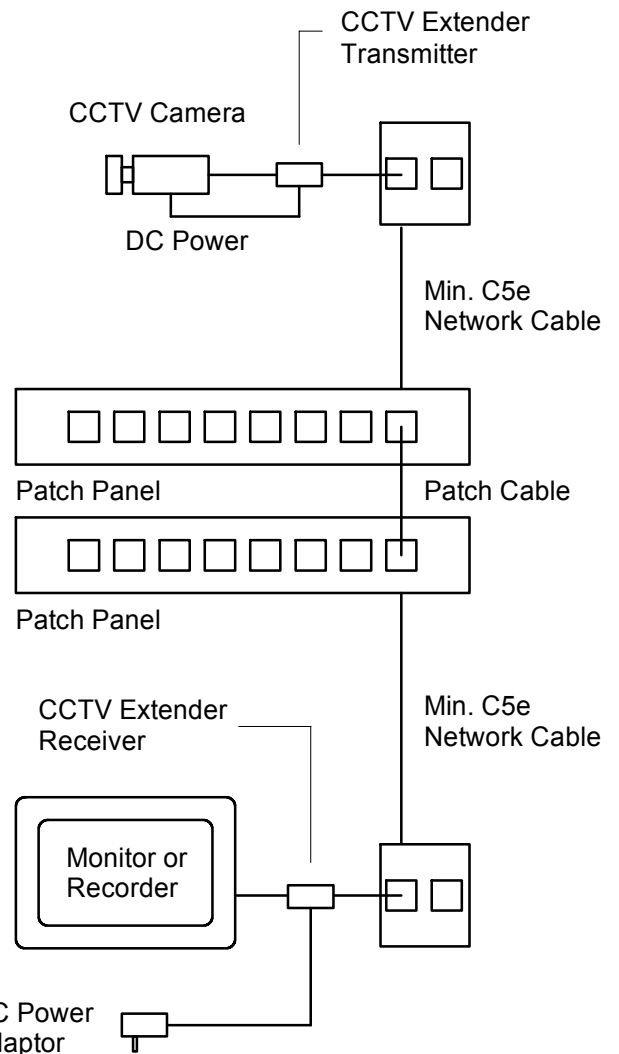 CCTV Extender
Transmitter
CCTV Camera
DC Power
Min. C5e
Network Cable
Patch Panel
Patch Cable
Patch Panel
CCTV Extender
Receiver
Min. C5e
Network Cable
Monitor or
Recorder
Power